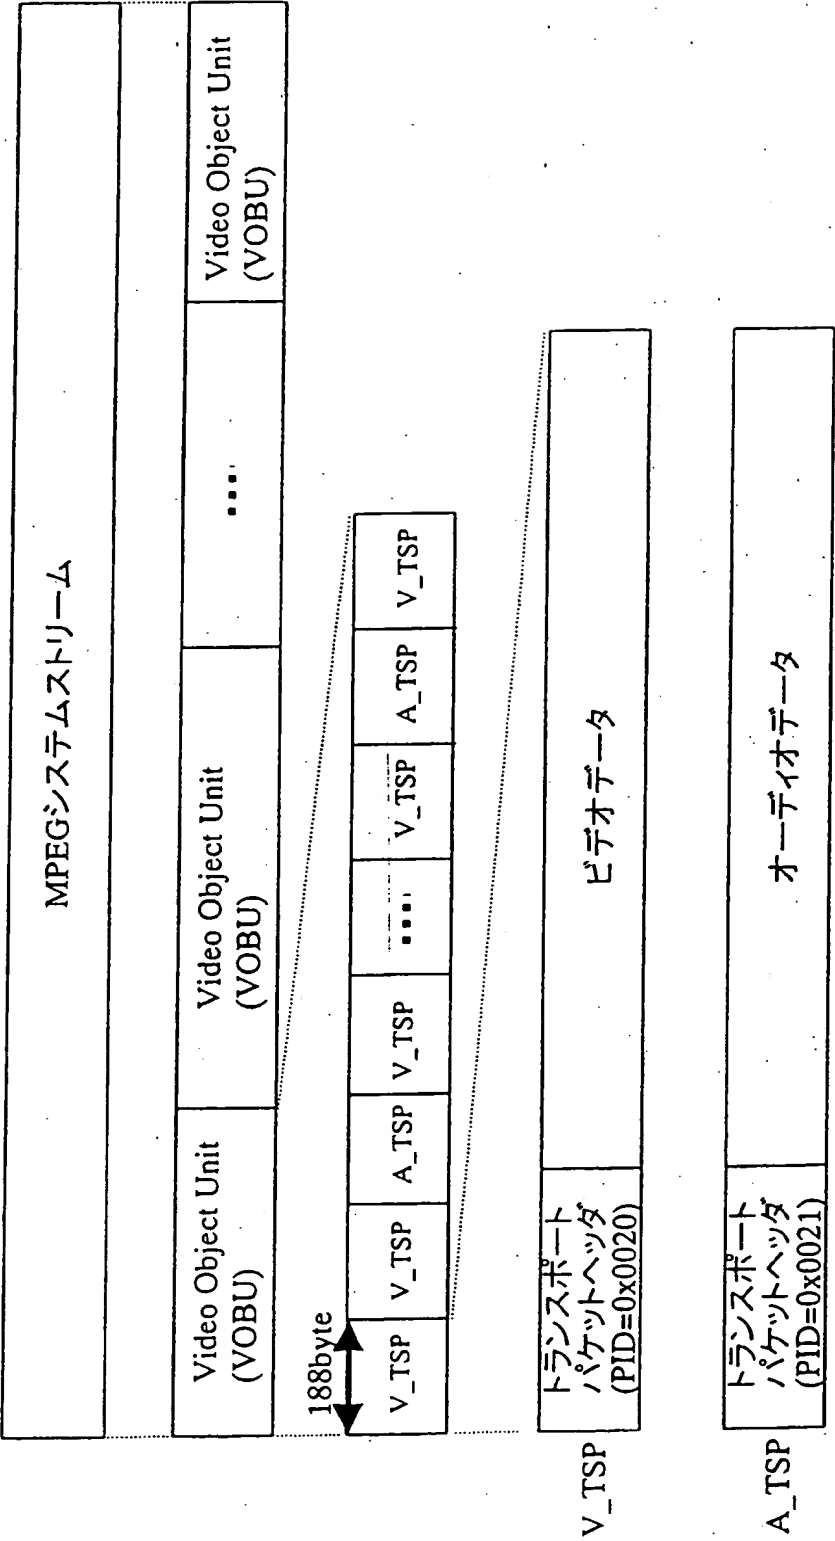 MPEGシステムストリーム
Video Object Unit
(VOBU)
Video Object Unit
(VOBU)
....
Video Object Unit
(VOBU)
188byte
V_TSP
V_TSP
A_TSP
V_TSP
....
V_TSP
A_TSP
V_TSP
V_TSP
トランスポート
パケットヘッダ
(PID=0x0020)
ビデオデータ
A_TSP
トランスポート
パケットヘッダ
(PID=0x0021)
オーディオデータ